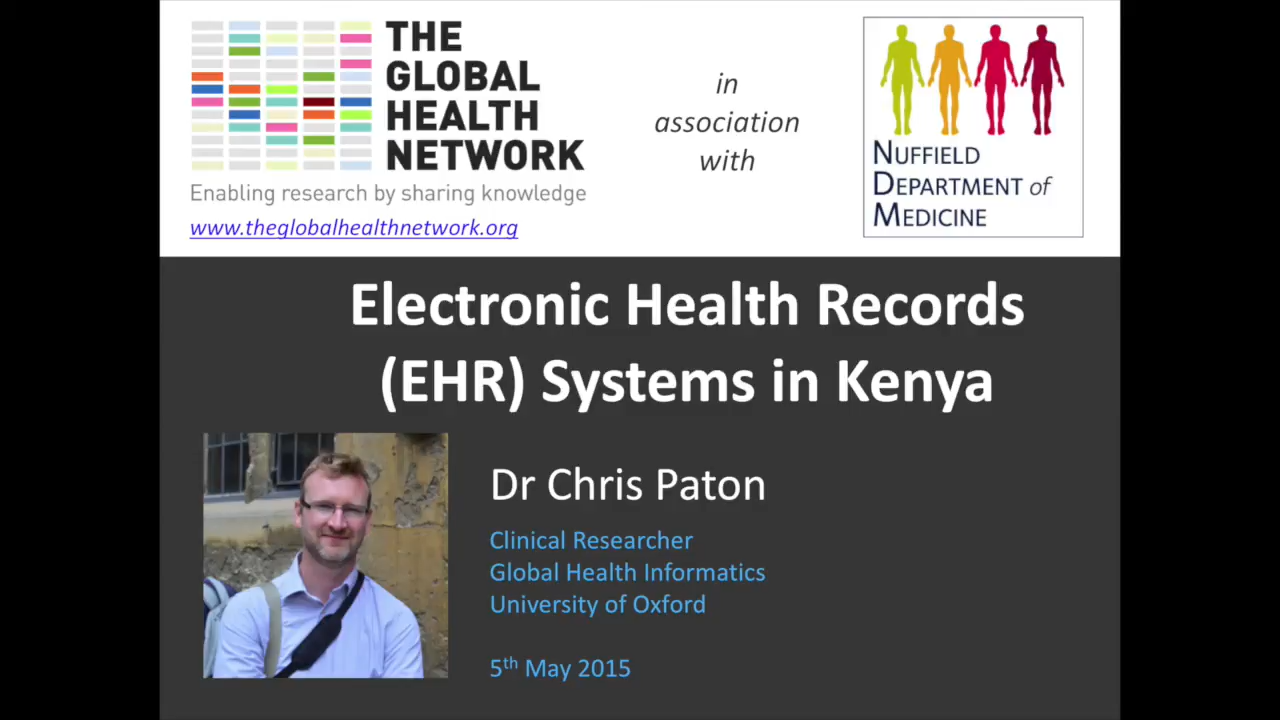 THE
GLOBAL
HEALTH
NETWORK
Enabling research by sharing knowledge
www.theglobalhealthnetwork.org
in
association
with
NUFFIELD
DEPARTMENT of
MEDICINE
Electronic Health Records
(EHR) Systems in Kenya
Dr Chris Paton
Clinical Researcher
Global Health Informatics
University of Oxford
5th May 2015